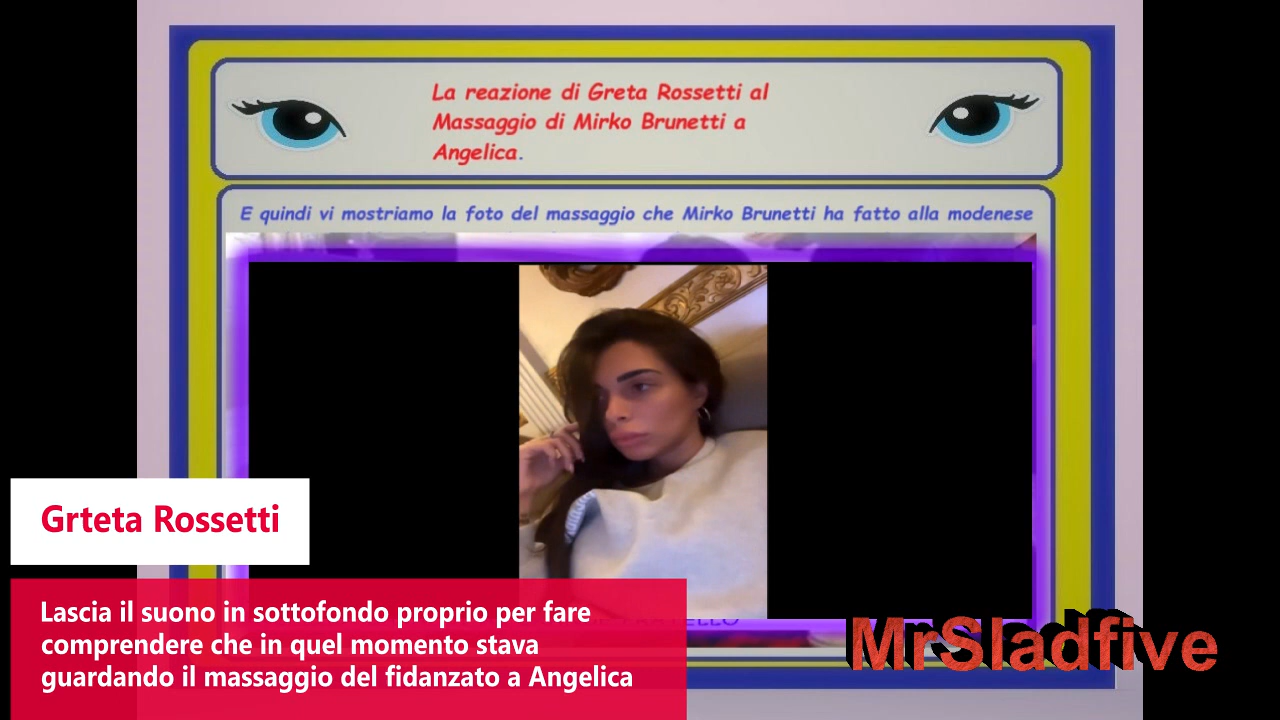 La reazione di Greta Rossetti al
Massaggio di Mirko Brunetti a
Angelica.
E quindi vi mostriamo la foto del massaggio che Mirko Brunetti ha fatto alla modenese
Grteta Rossetti
Lascia il suono in sottofondo proprio per fare
comprendere che in quel momento stava
guardando il massaggio del fidanzato a Angelica
MrSladfive